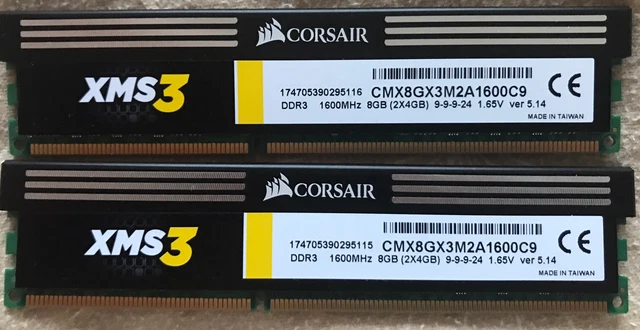 CORSAIR
XMS3
174705390295116 CMX8GX3M2A1600C9
DDR3 1600MHz 8GB (2X4GB) 9-9-9-24 1.65V ver 5.14
CE
MADE IN TAIWAN
CORSAIR
XMS3
174705390295115 CMX8GX3M2A1600C9
DDR3 1600MHz 8GB (2X4GB) 9-9-9-24 1.65V ver 5.14
CE
MADE IN TAIWAN